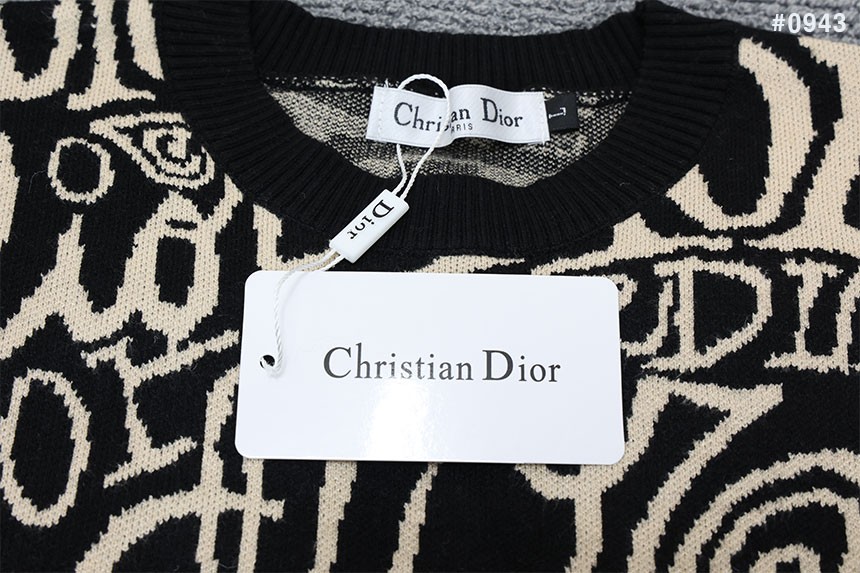 #0943
Christian Dior
PARIS
L
Dior
Christian Dior
DI